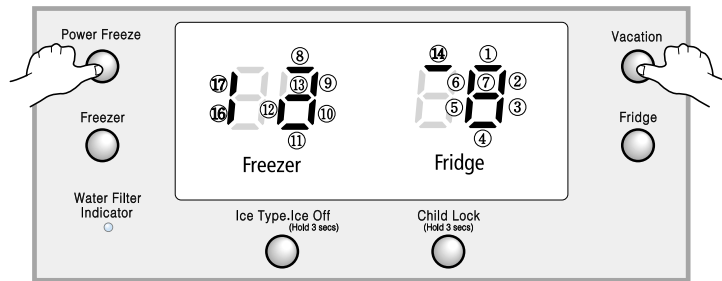 Power Freeze
Vacation
⑧
⑭
①
⑰
⑬
⑨
⑥
⑦
②
⑯
⑫
⑩
⑤
③
⑪
④
Freezer
Fridge
Freezer
Fridge
Water Filter
Indicator
Ice Type.Ice Off
(Hold 3 secs)
Child Lock
(Hold 3 secs)